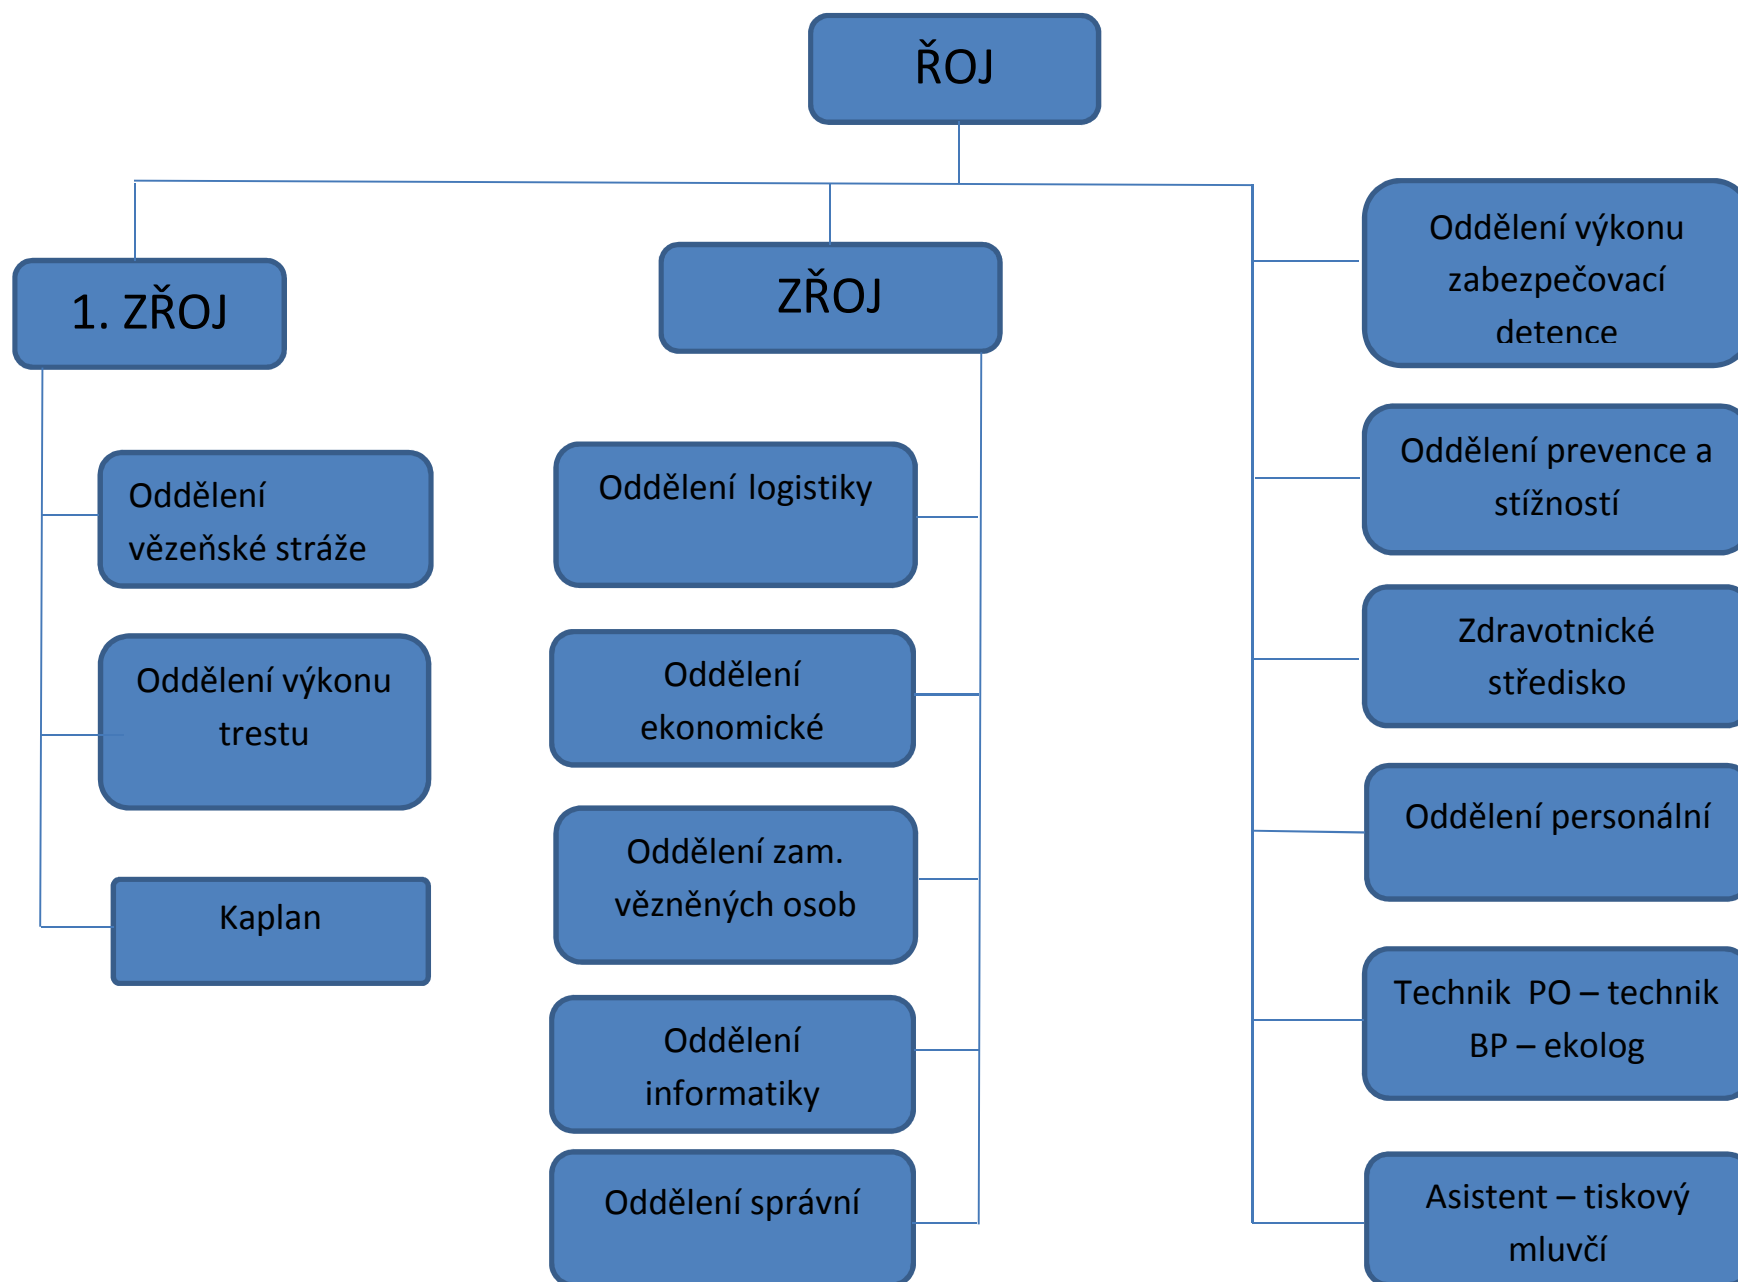 ŘOJ
1. ZŘOJ
ZŘOJ
Oddělení
vězeňské stráže
Oddělení výkonu
trestu
Kaplan
Oddělení logistiky
Oddělení
ekonomické
Oddělení zam.
vězněných osob
Oddělení
informatiky
Oddělení správní
Oddělení výkonu
zabezpečovací
detence
Oddělení prevence a
stížností
Zdravotnické
středisko
Oddělení personální
Technik PO – technik
BP – ekolog
Asistent – tiskový
mluvčí